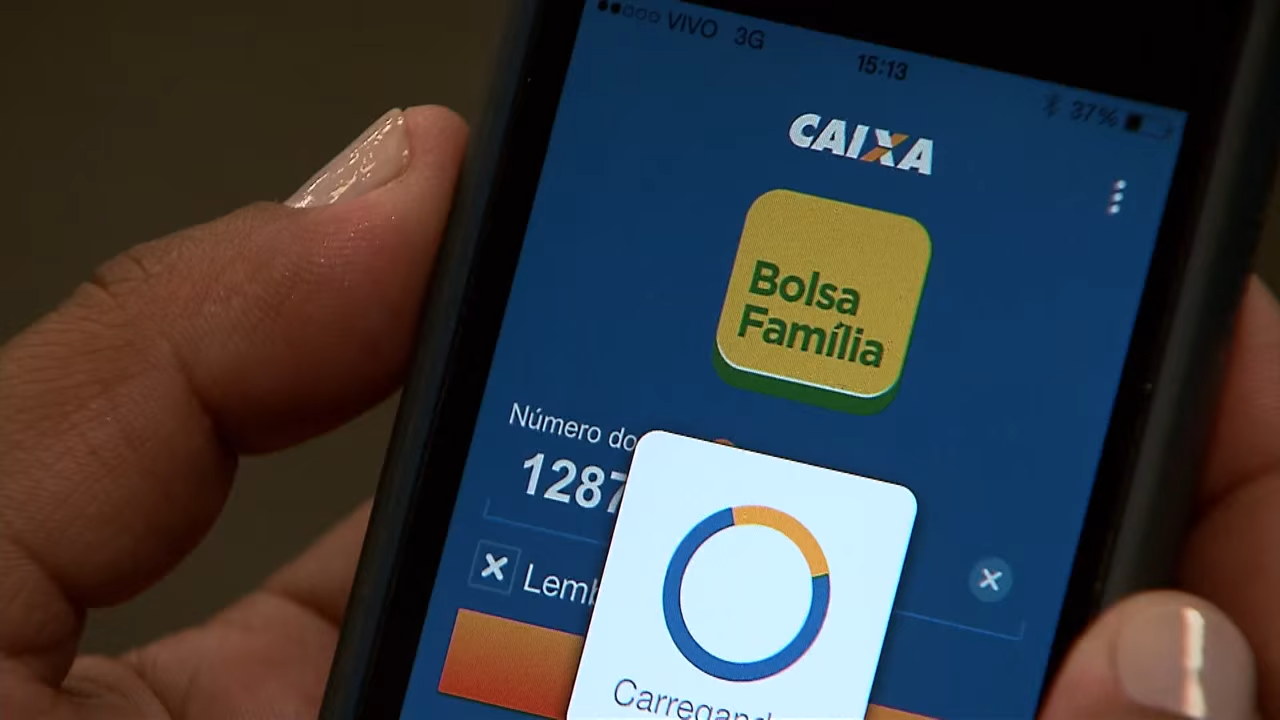 VIVO 3G
15:13
37%
CAIXA
Bolsa
Família
Número do
1287
Lemb
Carregand